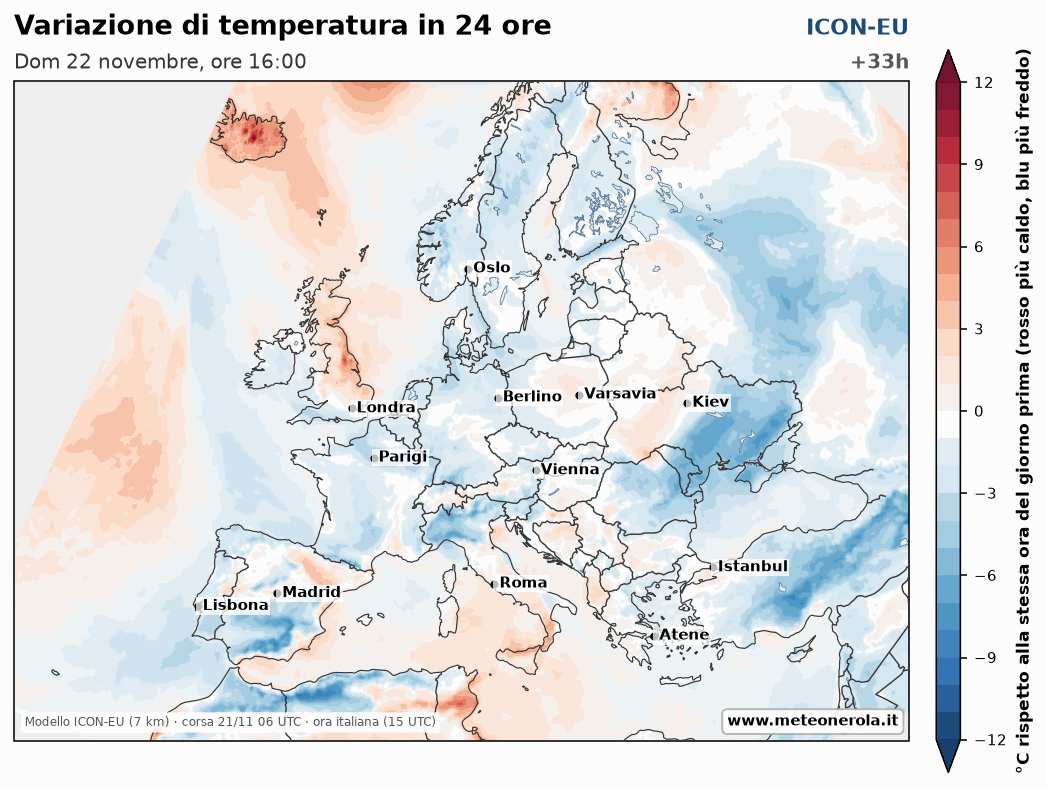 Variazione di temperatura in 24 ore
ICON-EU
Dom 22 novembre, ore 16:00
+33h
Oslo
Londra
Berlino
Varsavia
Kiev
Parigi
Vienna
Madrid
Roma
Istanbul
Lisbona
Atene
Modello ICON-EU (7 km) · corsa 21/11 06 UTC · ora italiana (15 UTC)
www.meteonerola.it
12
9
6
3
0
−3
−6
−9
−12
°C rispetto alla stessa ora del giorno prima (rosso più caldo, blu più freddo)